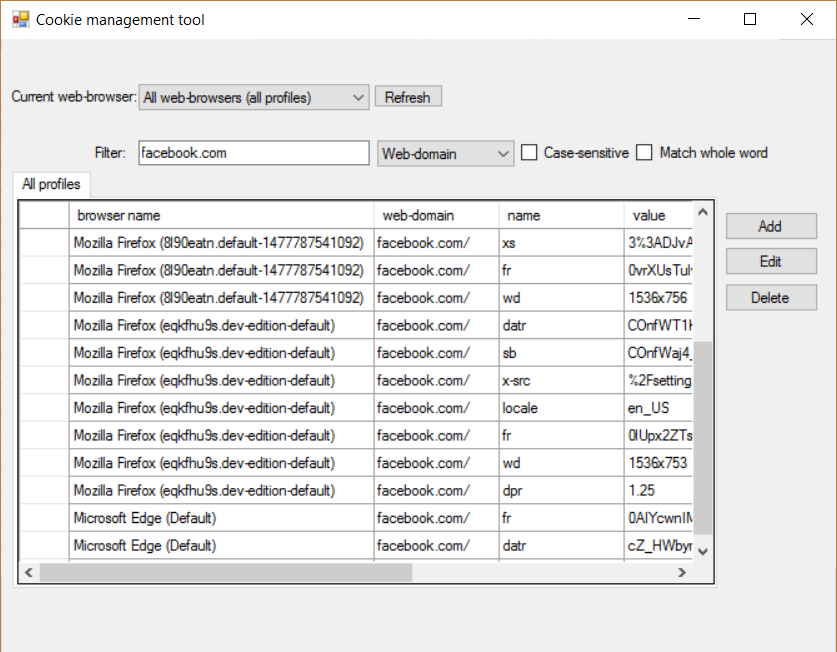 Cookie management tool
Current web-browser: All web-browsers (all profiles) Refresh
Filter: facebook.com Web-domain Case-sensitive Match whole word
All profiles
browser name web-domain name value
Mozilla Firefox (8l90eatn.default-1477787541092) facebook.com/ xs 3%3ADJvA
Mozilla Firefox (8l90eatn.default-1477787541092) facebook.com/ fr 0vrXUsTulv
Mozilla Firefox (8l90eatn.default-1477787541092) facebook.com/ wd 1536x756
Mozilla Firefox (eqkfhu9s.dev-edition-default) facebook.com/ datr COnfWT1H
Mozilla Firefox (eqkfhu9s.dev-edition-default) facebook.com/ sb COnfWaj4_
Mozilla Firefox (eqkfhu9s.dev-edition-default) facebook.com/ x-src %2Fsetting
Mozilla Firefox (eqkfhu9s.dev-edition-default) facebook.com/ locale en_US
Mozilla Firefox (eqkfhu9s.dev-edition-default) facebook.com/ fr 0lUpx2ZTs
Mozilla Firefox (eqkfhu9s.dev-edition-default) facebook.com/ wd 1536x753
Mozilla Firefox (eqkfhu9s.dev-edition-default) facebook.com/ dpr 1.25
Microsoft Edge (Default) facebook.com/ fr 0AlYcwnIM
Microsoft Edge (Default) facebook.com/ datr cZ_HWbyr
Add
Edit
Delete